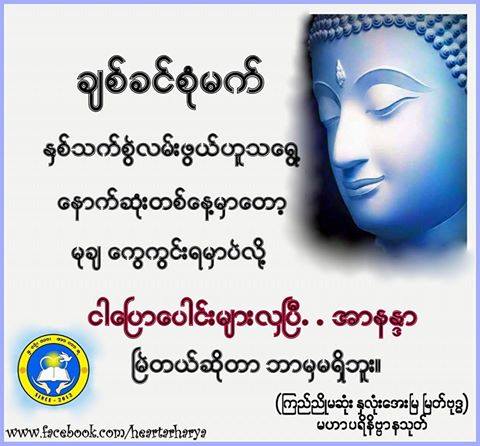 ချစ်ခင်စုံမက်
နှစ်သက်စွဲလမ်းဖွယ်ဟူသရွေ့
နောက်ဆုံးတစ်နေ့မှာတော့
မုချ ကွေကွင်းရမှာပဲလို့
ငါပြောပေါင်းများလှပြီ. . အာနန္ဒာ
မြဲတယ်ဆိုတာ ဘာမှမရှိဘူး။
(ကြည်ညိုမဆုံး နှလုံးအေးမြ မြတ်ဗုဒ္ဓ)
မဟာပရိနိဗ္ဗာနသုတ်
SINCE - 2012
www.facebook.com/heartarharya